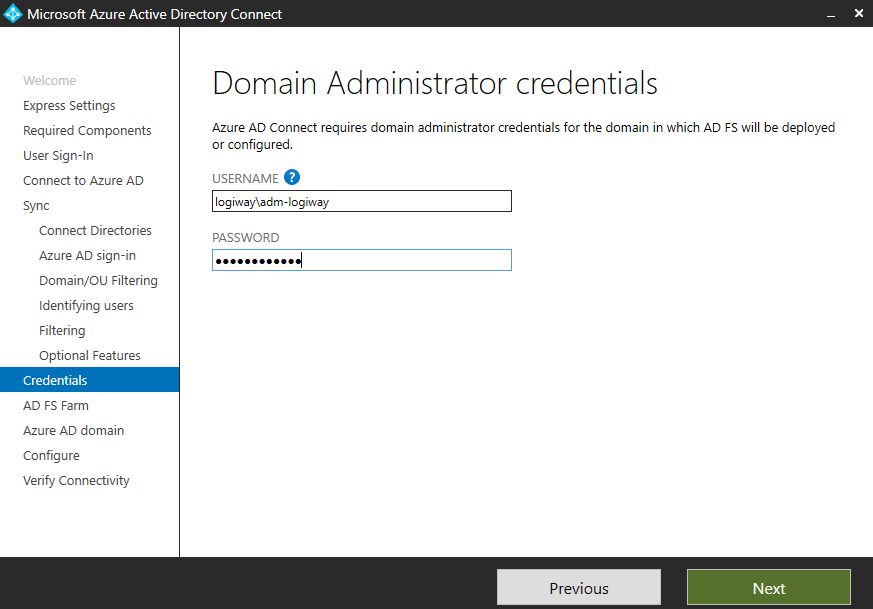 Microsoft Azure Active Directory Connect
Welcome
Express Settings
Required Components
User Sign-In
Connect to Azure AD
Sync
Connect Directories
Azure AD sign-in
Domain/OU Filtering
Identifying users
Filtering
Optional Features
Credentials
AD FS Farm
Azure AD domain
Configure
Verify Connectivity
Domain Administrator credentials
Azure AD Connect requires domain administrator credentials for the domain in which AD FS will be deployed
or configured.
USERNAME ?
logiway\adm-logiway
PASSWORD
●●●●●●●●●●●●
Previous
Next